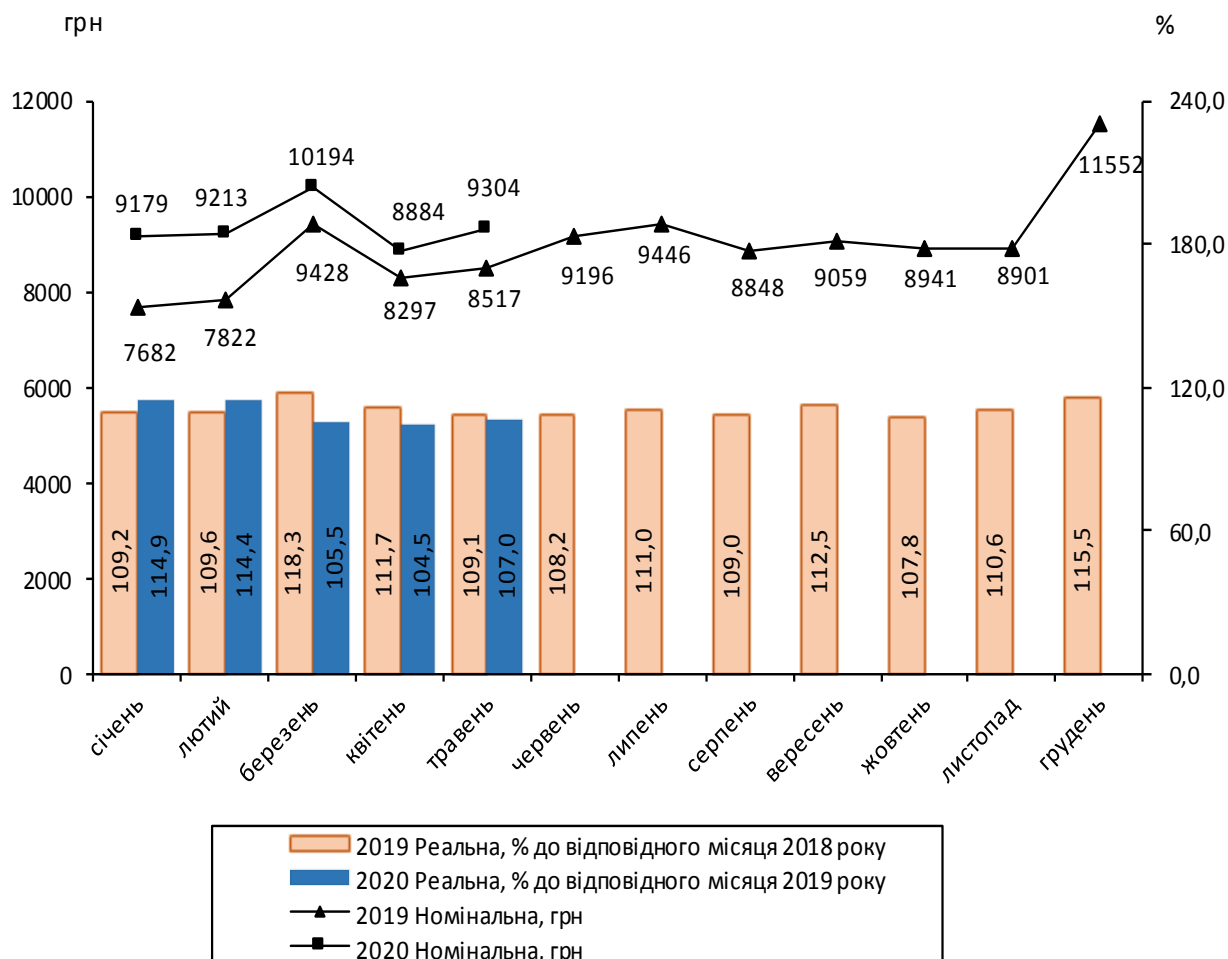 грн
%
12000
240,0
10194
11552
9179
9213
9304
10000
8884
180,0
9428
9196
9446
8848
9059
8941
8901
8297
8517
8000
7682
7822
6000
120,0
4000
60,0
2000
109,2
114,9
109,6
114,4
118,3
105,5
111,7
104,5
109,1
107,0
108,2
111,0
109,0
112,5
107,8
110,6
115,5
0
0,0
січень
лютий
березень
квітень
травень
червень
липень
серпень
вересень
жовтень
листопад
грудень
2019 Реальна, % до відповідного місяця 2018 року
2020 Реальна, % до відповідного місяця 2019 року
2019 Номінальна, грн
2020 Номінальна, грн